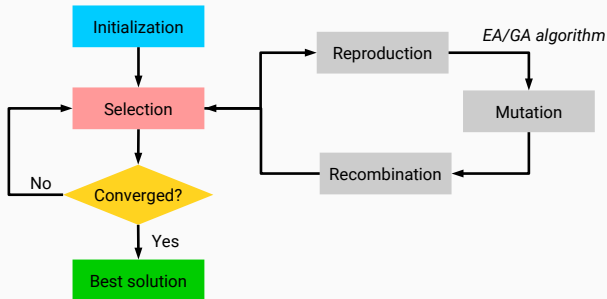 Initialization
EA/GA algorithm
Reproduction
Selection
Mutation
Recombination
No
Converged?
Yes
Best solution